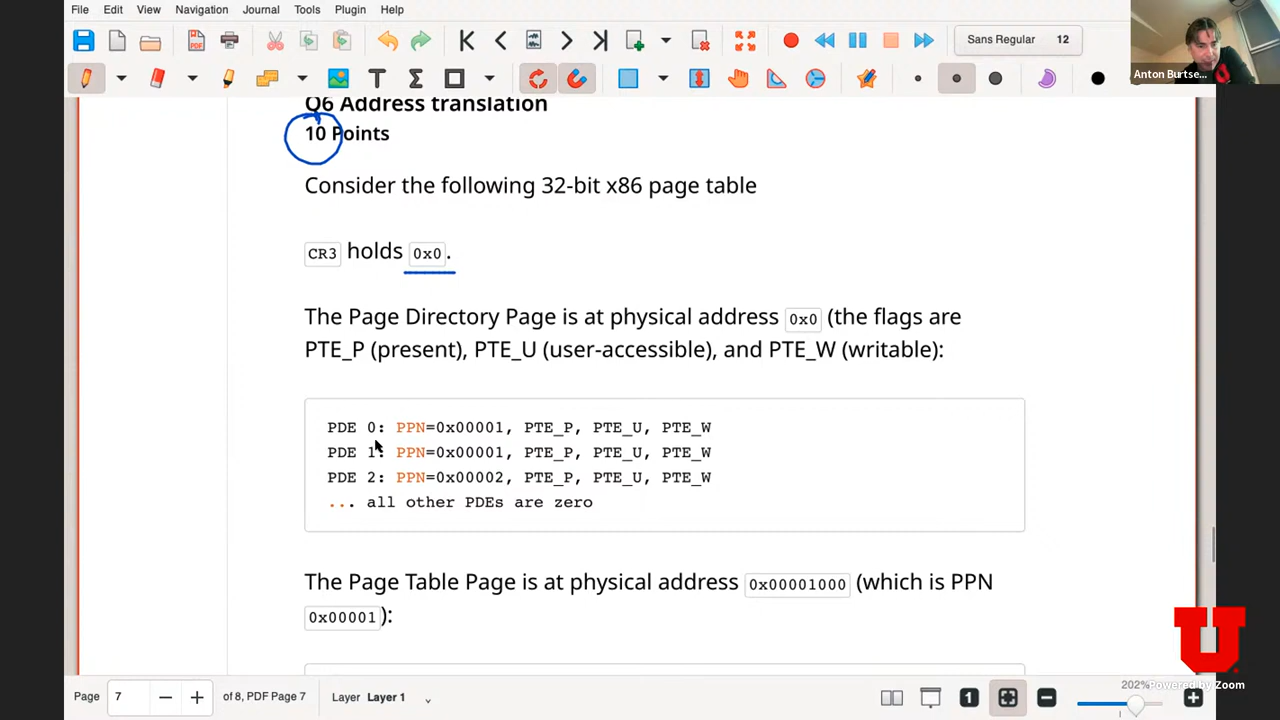 File Edit View Navigation Journal Tools Plugin Help
Sans Regular 12
Anton Burtse...
Q6 Address translation
10 Points
Consider the following 32-bit x86 page table
CR3 holds 0x0.
The Page Directory Page is at physical address 0x0 (the flags are
PTE_P (present), PTE_U (user-accessible), and PTE_W (writable):
PDE 0: PPN=0x00001, PTE_P, PTE_U, PTE_W
PDE 1: PPN=0x00001, PTE_P, PTE_U, PTE_W
PDE 2: PPN=0x00002, PTE_P, PTE_U, PTE_W
... all other PDEs are zero
The Page Table Page is at physical address 0x00001000 (which is PPN
0x00001):
U
Powered by Zoom
Page 7 of 8, PDF Page 7 Layer Layer 1 1 202%